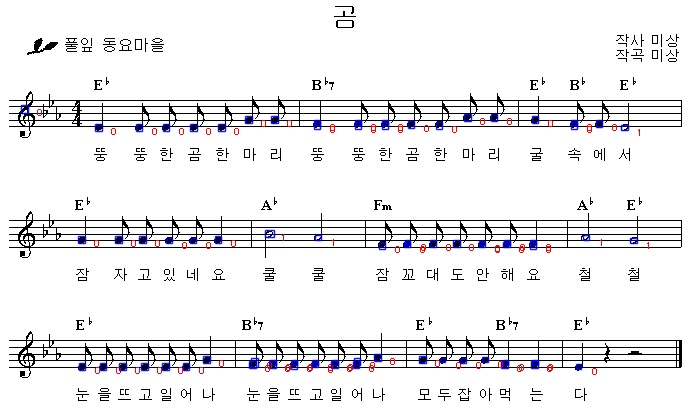 곰
풀잎 동요마을
작사 미상
작곡 미상
E♭ B♭7 E♭ B♭ E♭
뚱 뚱한곰한마리 뚱 뚱한곰한마리 굴 속에서
E♭ A♭ Fm A♭ E♭
잠 자고있네요 쿨 쿨 잠꼬대도안해요 철 철
E♭ B♭7 E♭ B♭7 E♭
눈을뜨고일어나 눈을뜨고일어나 모두잡아먹는 다